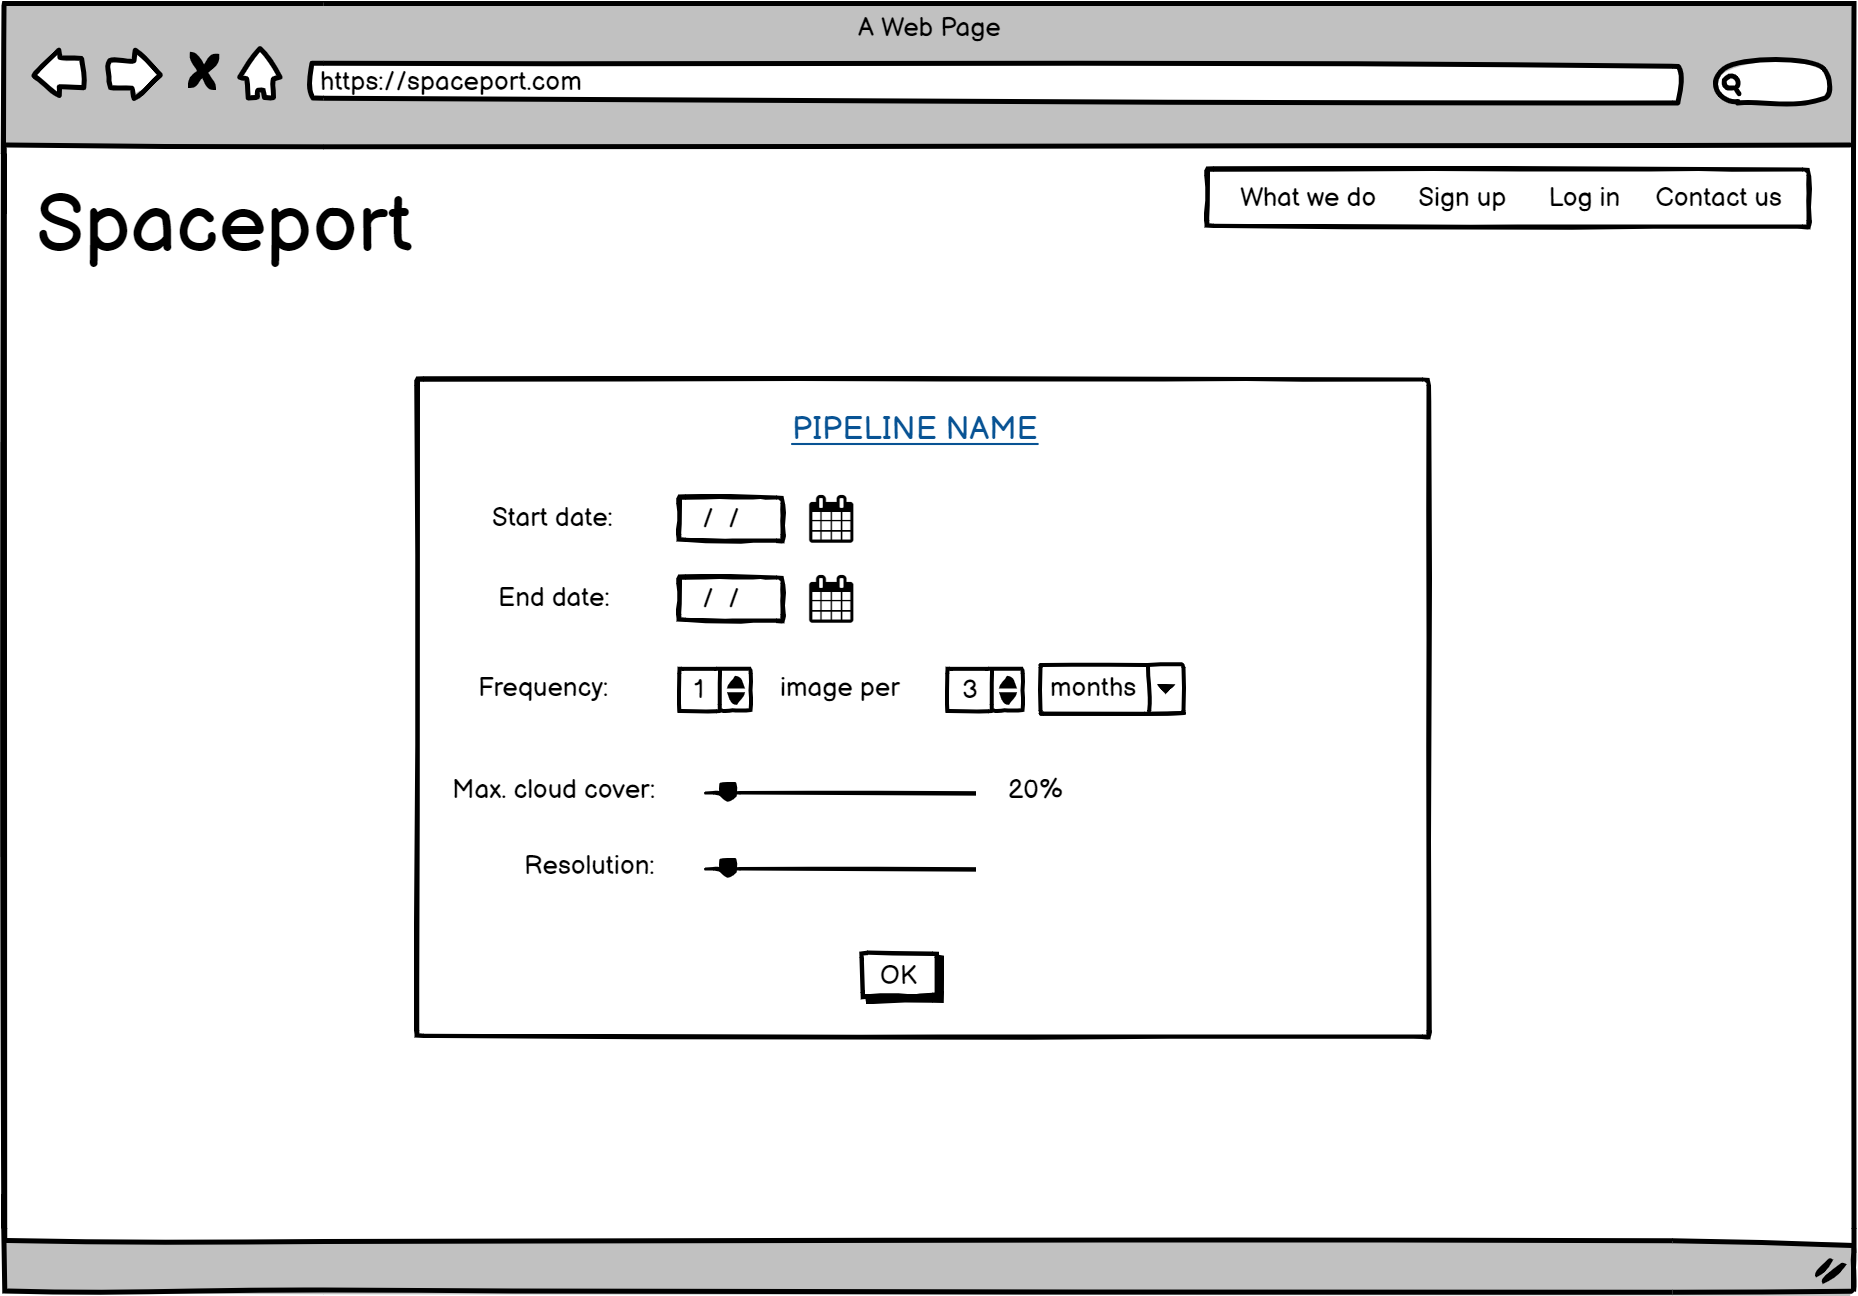 A Web Page
https://spaceport.com
What we do Sign up Log in Contact us
Spaceport
PIPELINE NAME
Start date: / /
End date: / /
Frequency: 1 image per 3 months
Max. cloud cover: 20%
Resolution:
OK